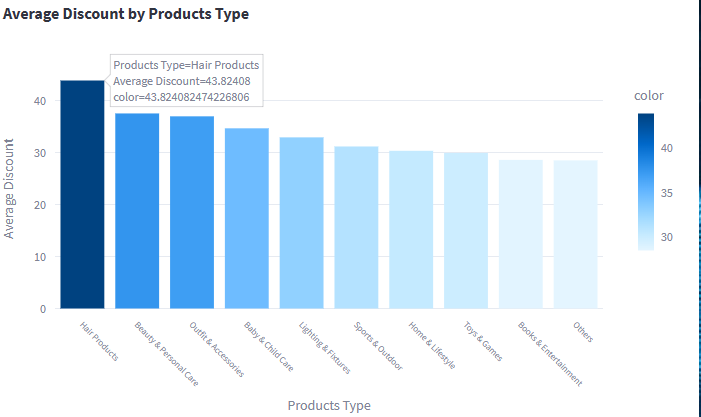 Average Discount by Products Type
Products Type=Hair Products
Average Discount=43.82408
color=43.824082474226806
color
40
35
30
Average Discount
40
30
20
10
0
Hair Products
Beauty & Personal Care
Outfit & Accessories
Baby & Child Care
Lighting & Fixtures
Sports & Outdoor
Home & Lifestyle
Toys & Games
Books & Entertainment
Others
Products Type